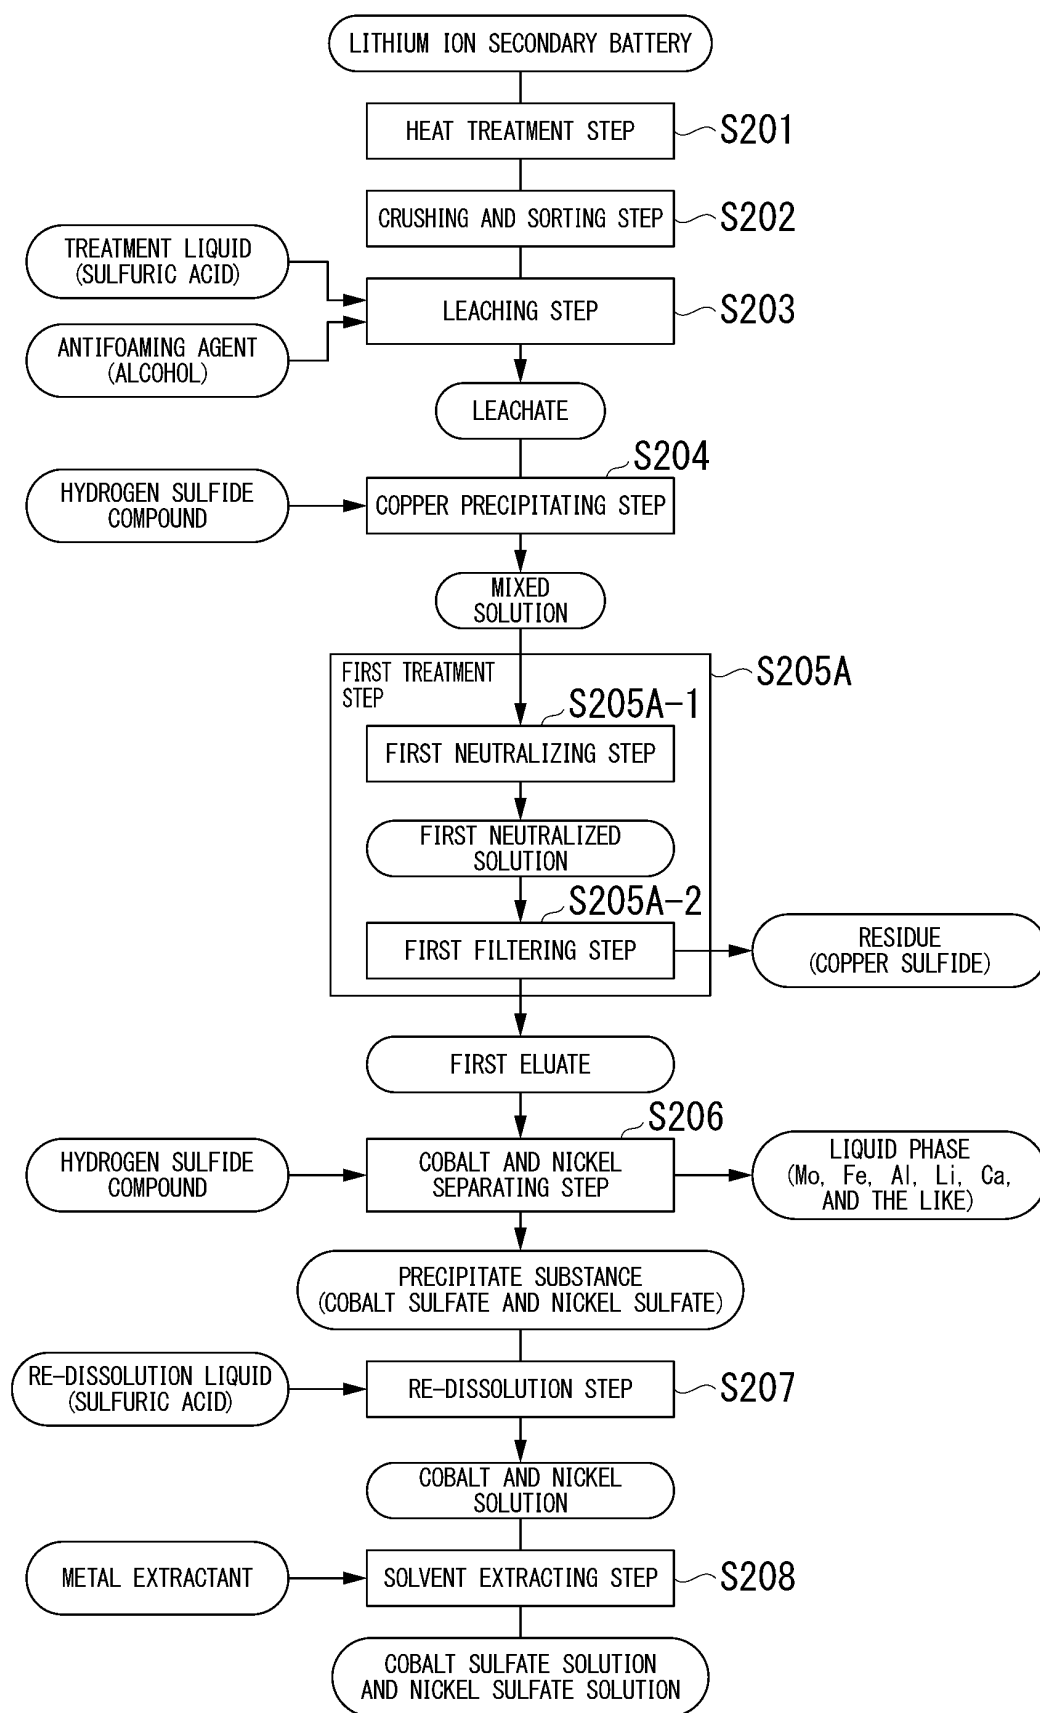 LITHIUM ION SECONDARY BATTERY
HEAT TREATMENT STEP
S201
CRUSHING AND SORTING STEP
S202
TREATMENT LIQUID
(SULFURIC ACID)
LEACHING STEP
S203
ANTIFOAMING AGENT
(ALCOHOL)
LEACHATE
S204
HYDROGEN SULFIDE
COMPOUND
COPPER PRECIPITATING STEP
MIXED
SOLUTION
FIRST TREATMENT
STEP
S205A
S205A-1
FIRST NEUTRALIZING STEP
FIRST NEUTRALIZED
SOLUTION
S205A-2
FIRST FILTERING STEP
RESIDUE
(COPPER SULFIDE)
FIRST ELUATE
S206
HYDROGEN SULFIDE
COMPOUND
COBALT AND NICKEL
SEPARATING STEP
LIQUID PHASE
(Mo, Fe, Al, Li, Ca,
AND THE LIKE)
PRECIPITATE SUBSTANCE
(COBALT SULFATE AND NICKEL SULFATE)
RE-DISSOLUTION LIQUID
(SULFURIC ACID)
RE-DISSOLUTION STEP
S207
COBALT AND NICKEL
SOLUTION
METAL EXTRACTANT
SOLVENT EXTRACTING STEP
S208
COBALT SULFATE SOLUTION
AND NICKEL SULFATE SOLUTION